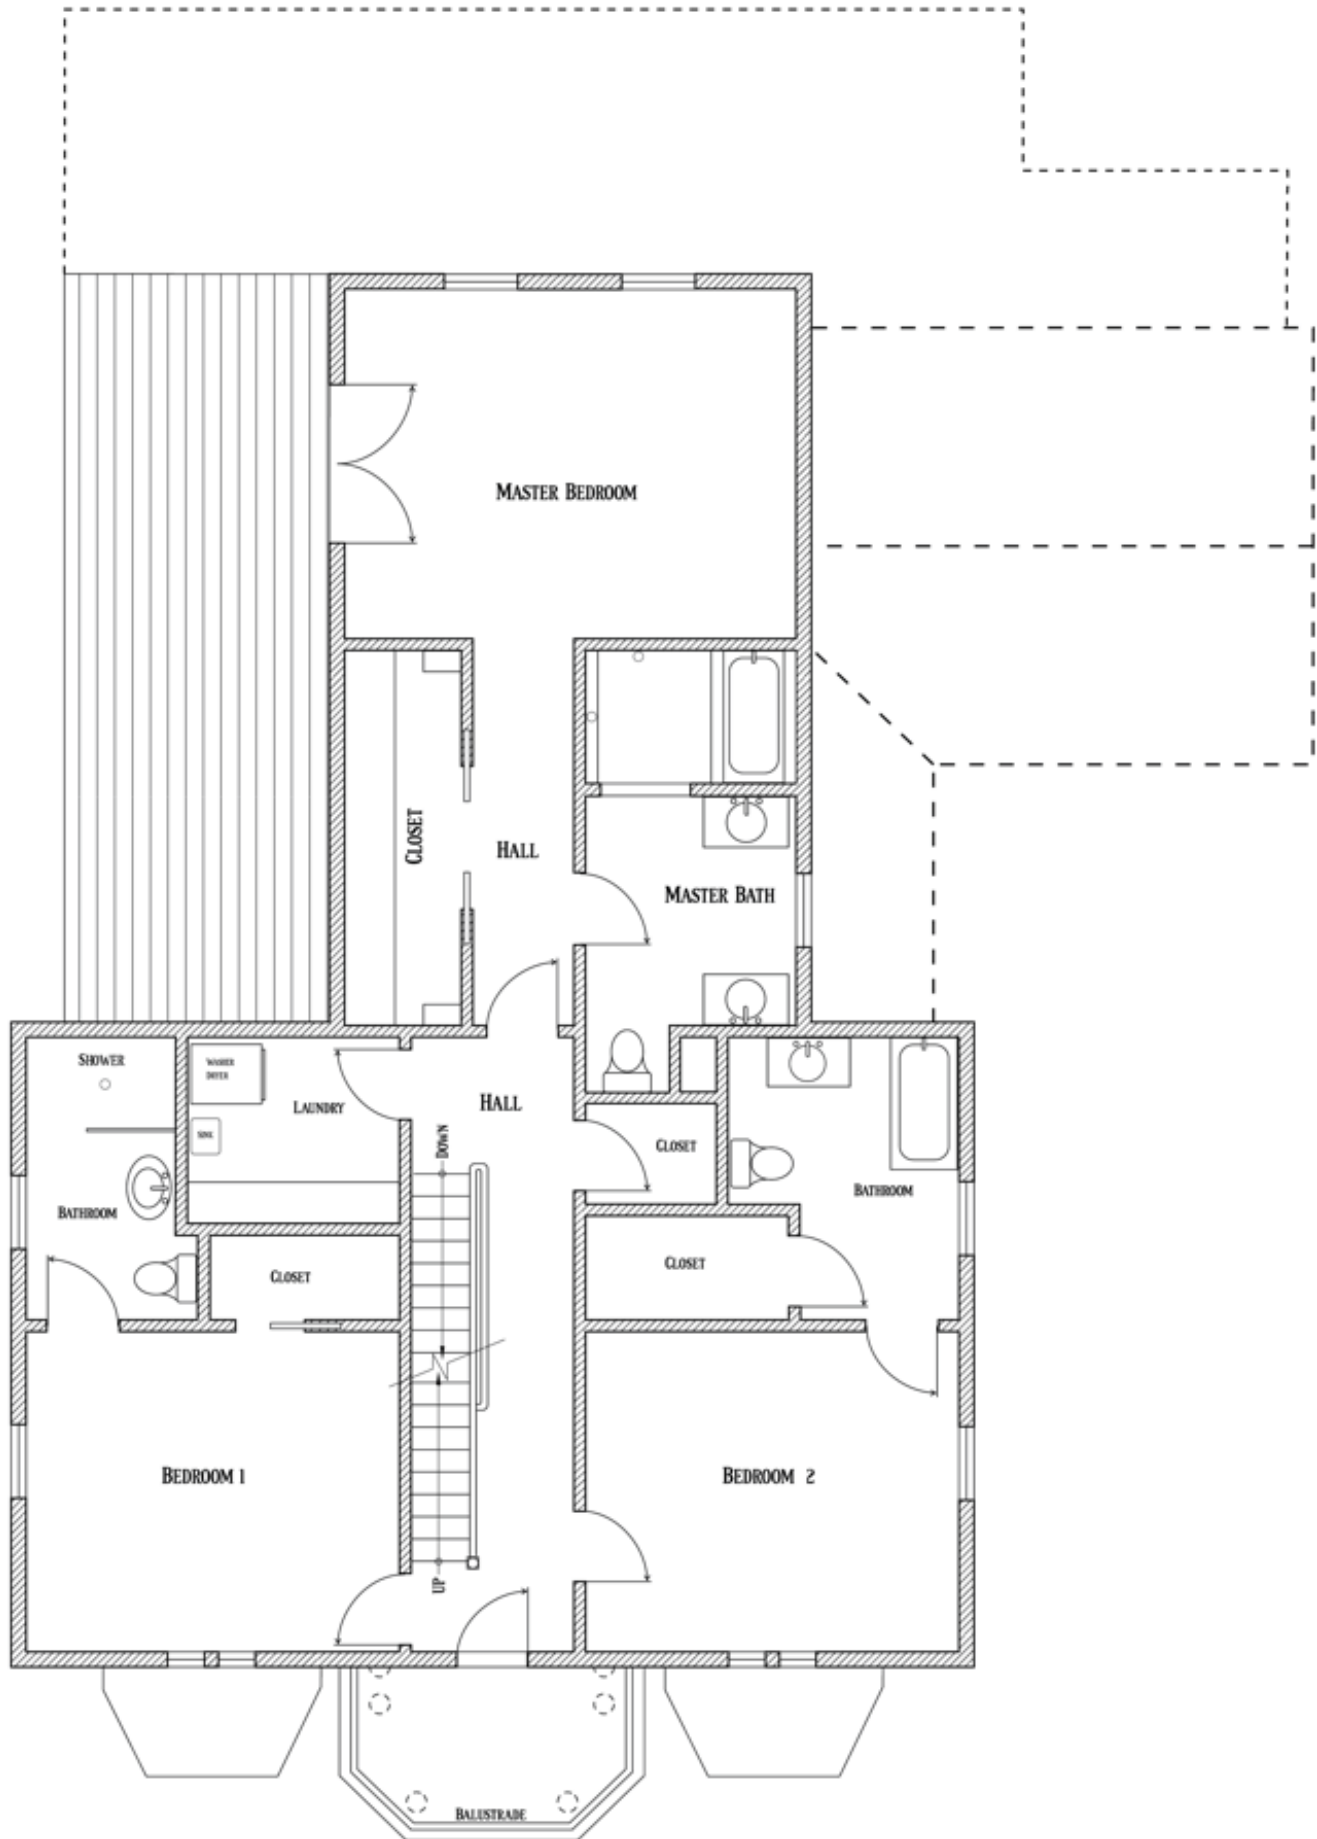 MASTER BEDROOM
CLOSET
HALL
MASTER BATH
SHOWER
WASHER
DRYER
LAUNDRY
SINK
HALL
DOWN
CLOSET
BATHROOM
BATHROOM
CLOSET
CLOSET
BEDROOM 1
BEDROOM 2
UP
BALUSTRADE